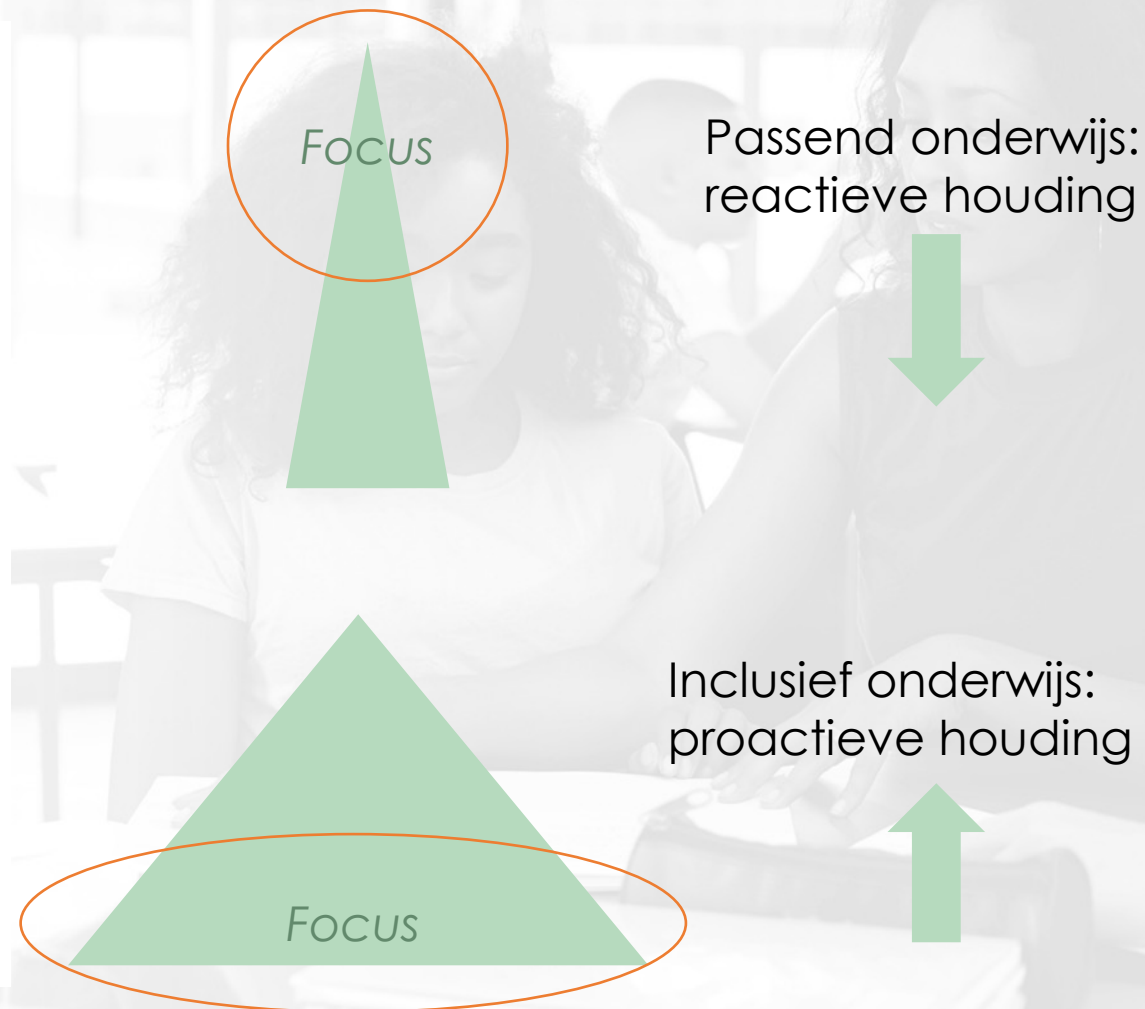 Focus
Passend onderwijs:
reactieve houding
Inclusief onderwijs:
proactieve houding
Focus